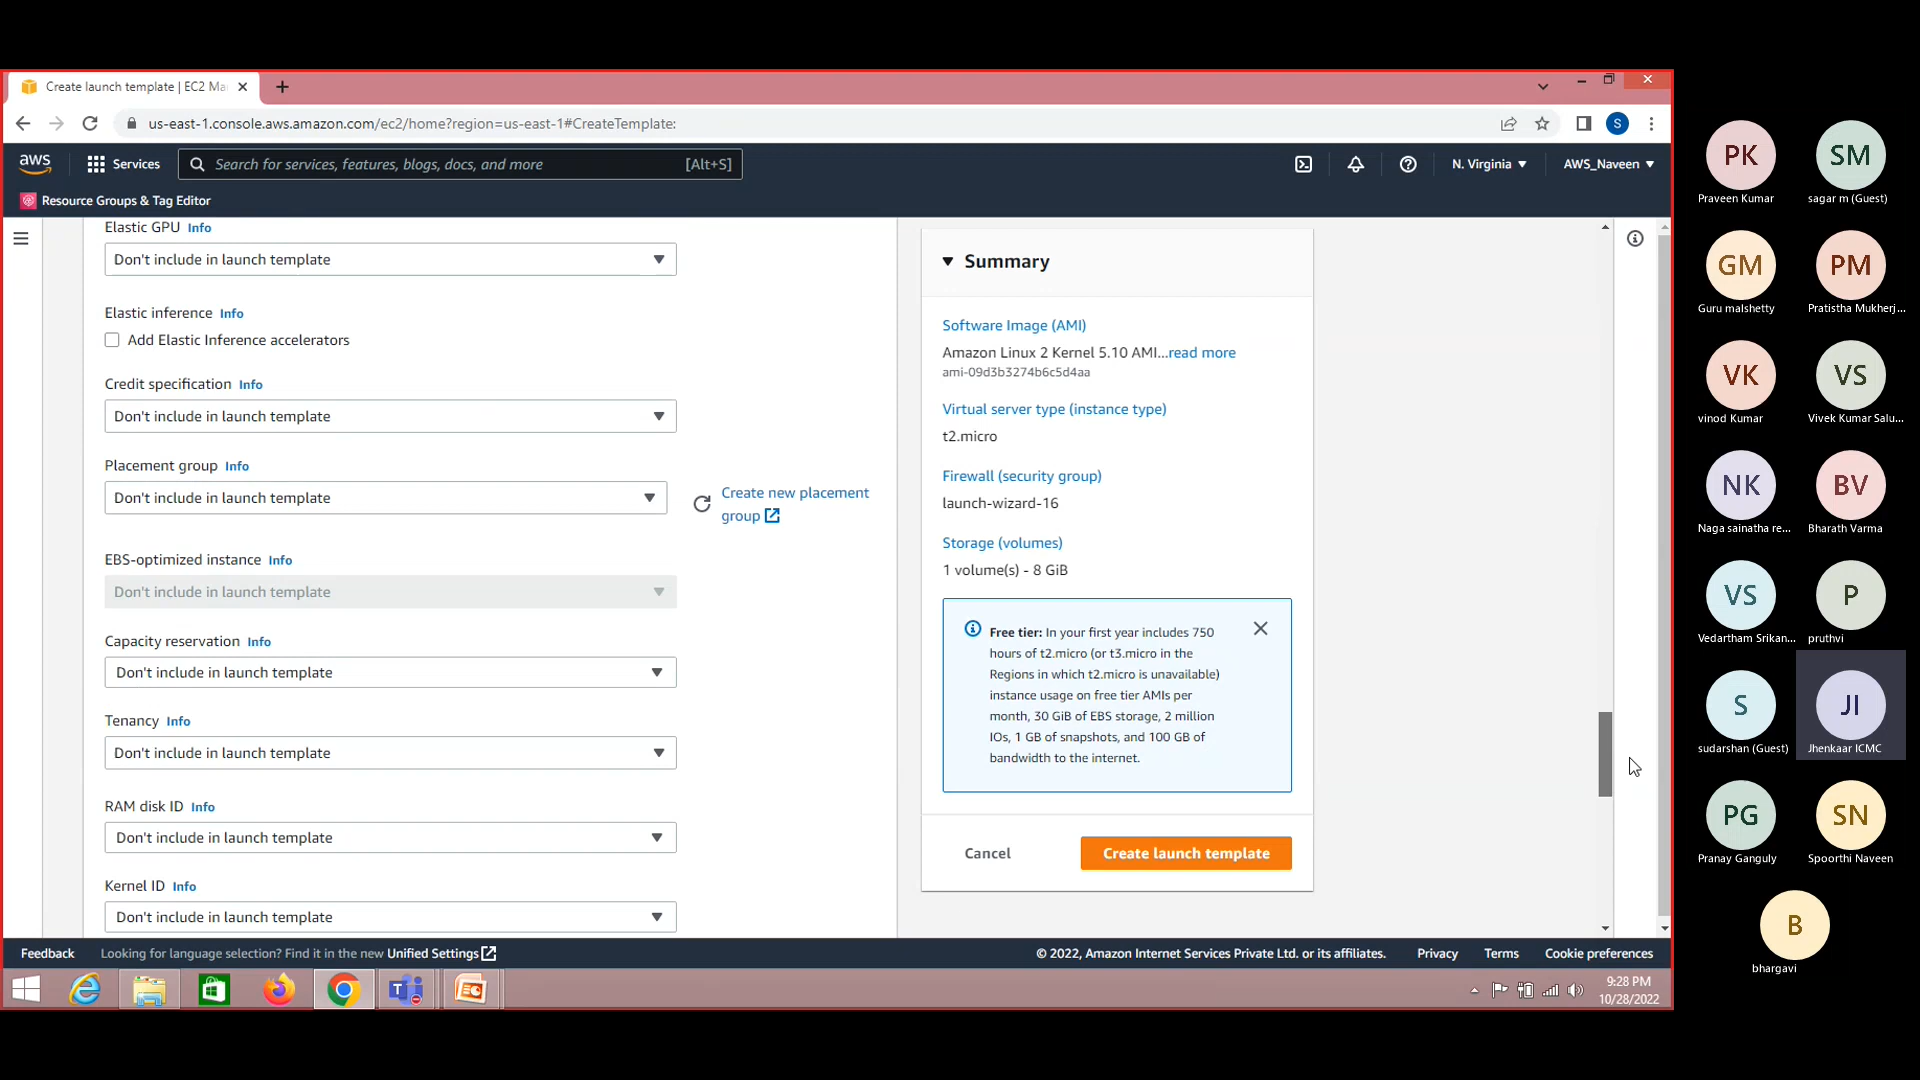 Create launch template | EC2 Ma
us-east-1.console.aws.amazon.com/ec2/home?region=us-east-1#CreateTemplate:
S
aws
Services
Search for services, features, blogs, docs, and more [Alt+S]
N. Virginia
AWS_Naveen
Resource Groups & Tag Editor
Elastic GPU Info
Don't include in launch template
Elastic inference Info
Add Elastic Inference accelerators
Credit specification Info
Don't include in launch template
Placement group Info
Don't include in launch template
Create new placement
group
EBS-optimized instance Info
Don't include in launch template
Capacity reservation Info
Don't include in launch template
Tenancy Info
Don't include in launch template
RAM disk ID Info
Don't include in launch template
Kernel ID Info
Don't include in launch template
Summary
Software Image (AMI)
Amazon Linux 2 Kernel 5.10 AMI...read more
ami-09d3b3274b6c5d4aa
Virtual server type (instance type)
t2.micro
Firewall (security group)
launch-wizard-16
Storage (volumes)
1 volume(s) - 8 GiB
Free tier: In your first year includes 750
hours of t2.micro (or t3.micro in the
Regions in which t2.micro is unavailable)
instance usage on free tier AMIs per
month, 30 GiB of EBS storage, 2 million
IOs, 1 GB of snapshots, and 100 GB of
bandwidth to the internet.
Cancel
Create launch template
Feedback
Looking for language selection? Find it in the new Unified Settings
© 2022, Amazon Internet Services Private Ltd. or its affiliates.
Privacy
Terms
Cookie preferences
9:28 PM
10/28/2022
PK
Praveen Kumar
SM
sagar m (Guest)
GM
Guru malshetty
PM
Pratistha Mukherj...
VK
vinod Kumar
VS
Vivek Kumar Salu...
NK
Naga sainatha re...
BV
Bharath Varma
VS
Vedartham Srikan...
P
pruthvi
S
sudarshan (Guest)
JI
Jhenkaar ICMC
PG
Pranay Ganguly
SN
Spoorthi Naveen
B
bhargavi